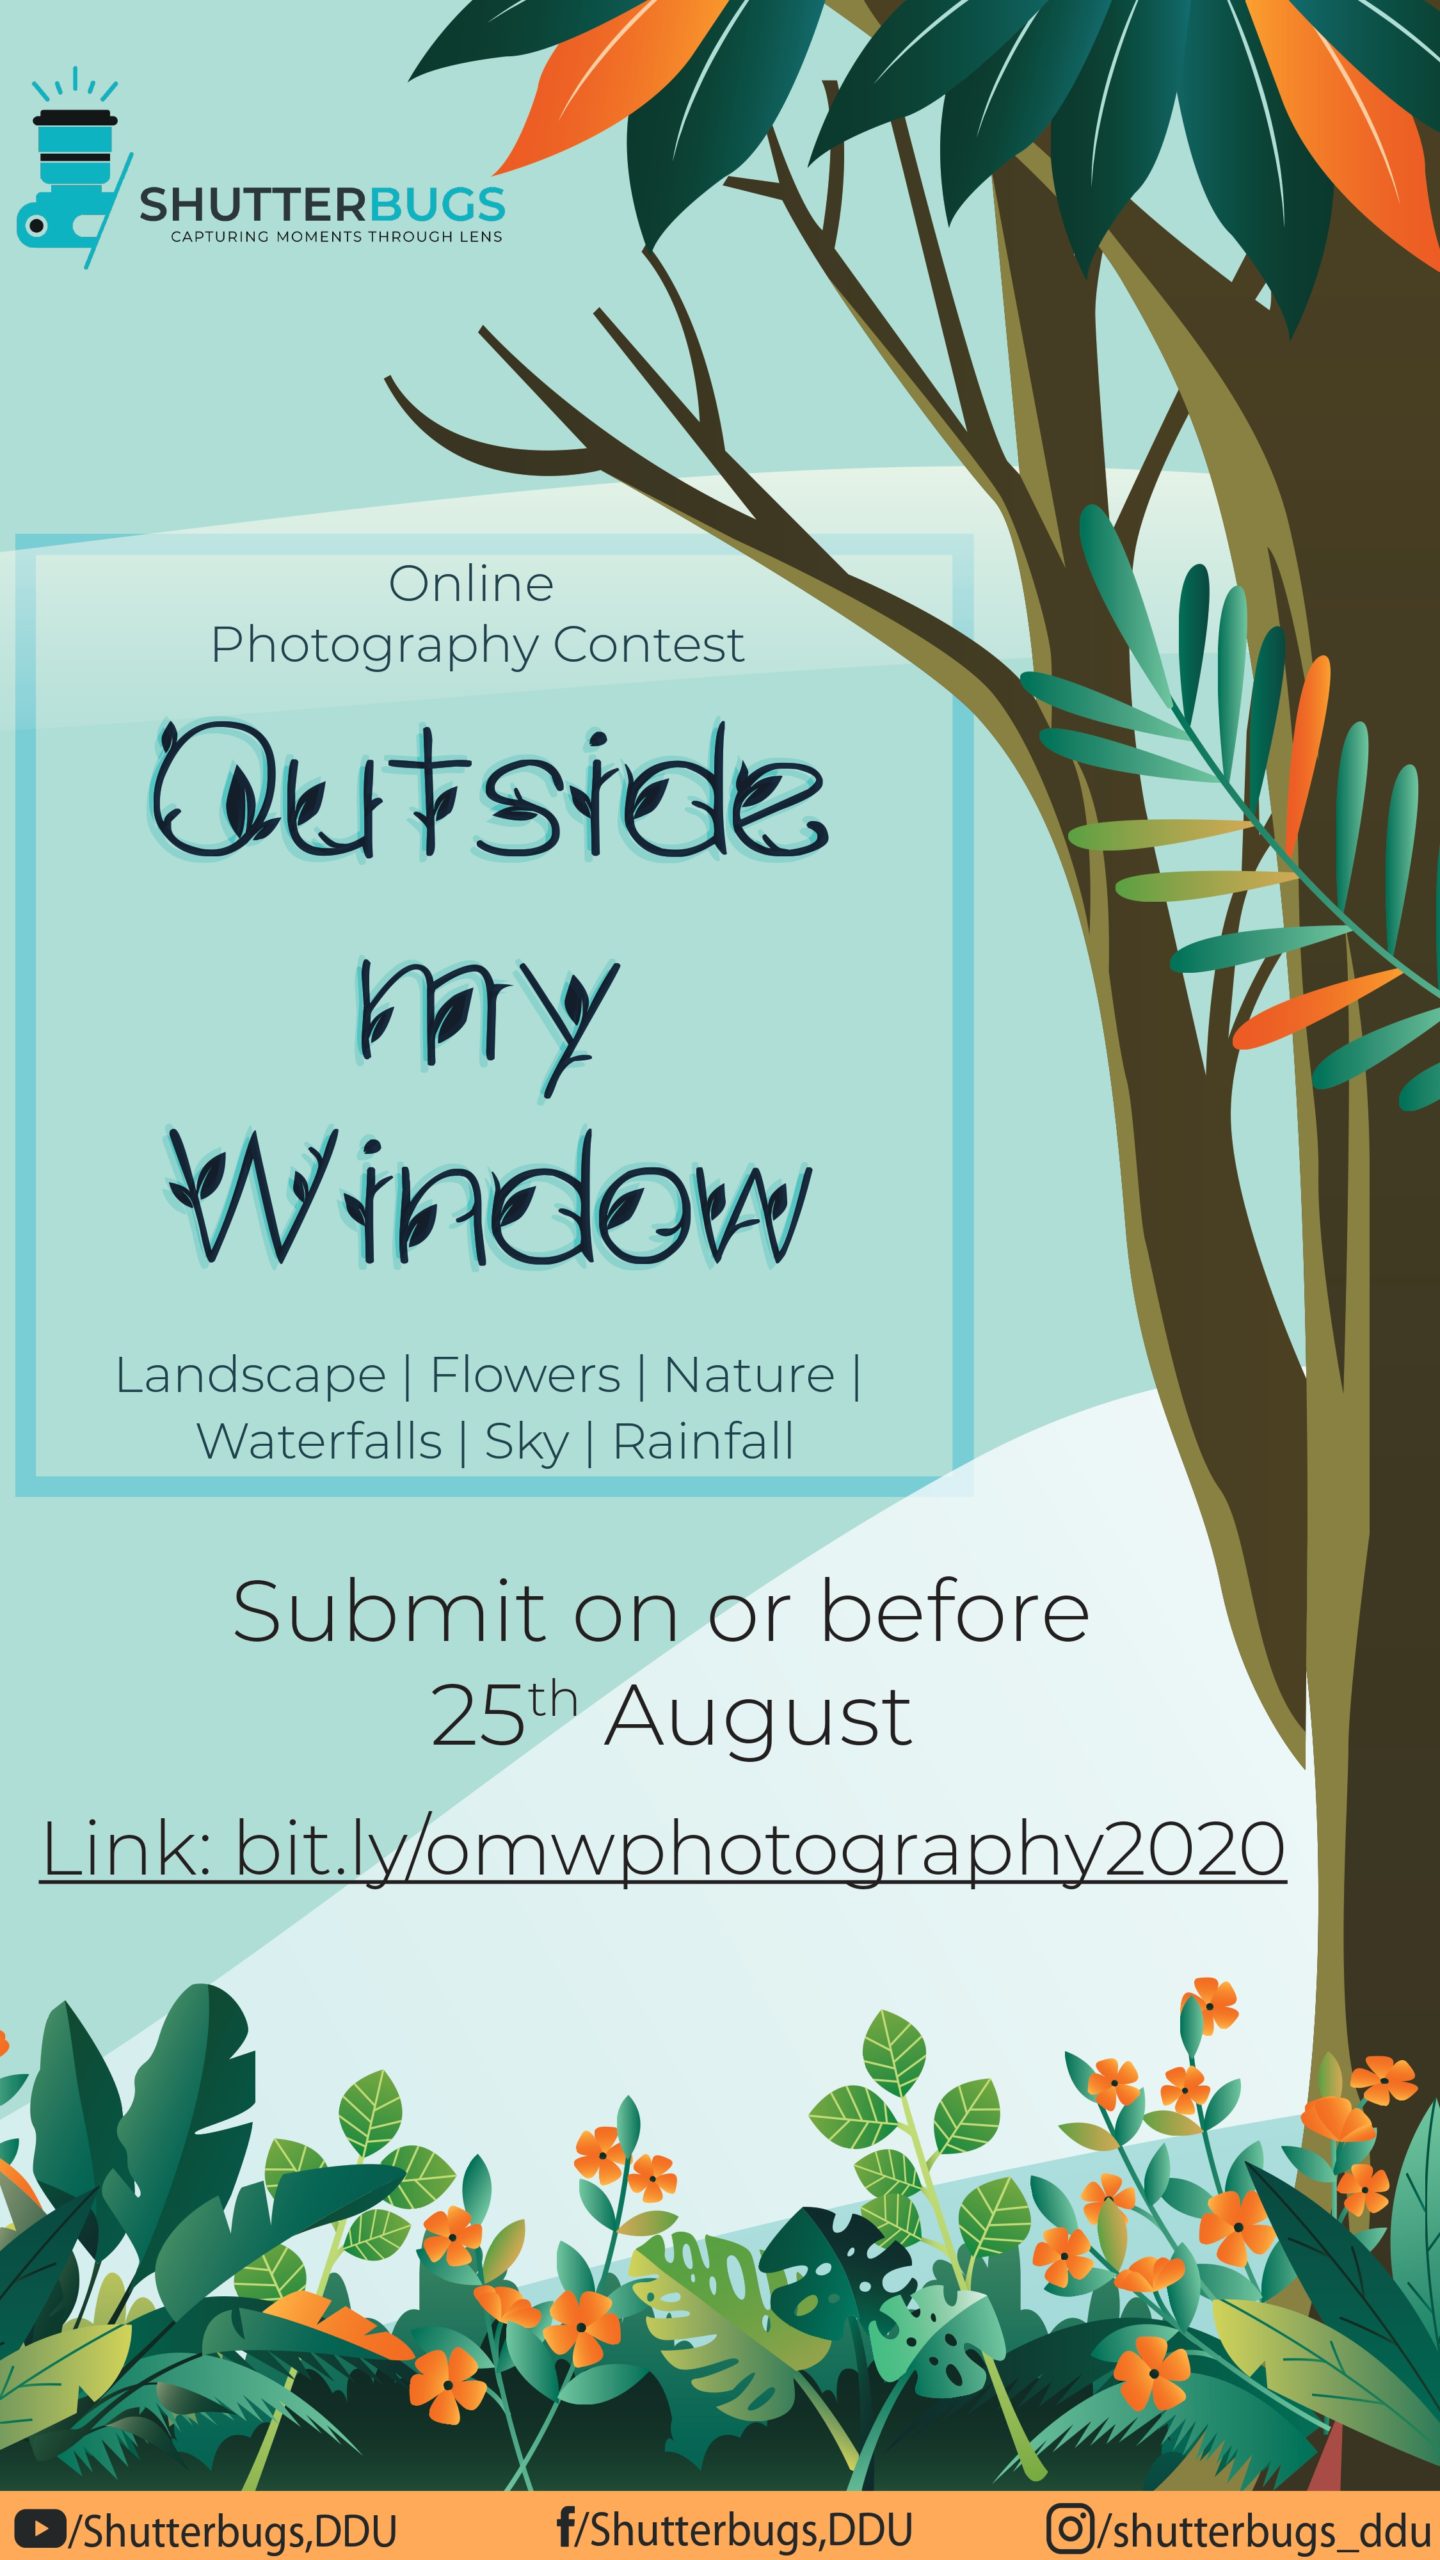 SHUTTERBUGS
CAPTURING MOMENTS THROUGH LENS
Online
Photography Contest
Outside
my
Window
Landscape | Flowers | Nature |
Waterfalls | Sky | Rainfall
Submit on or before
25th August
Link: bit.ly/omwphotography2020
/Shutterbugs,DDU
f/Shutterbugs,DDU
/shutterbugs_ddu